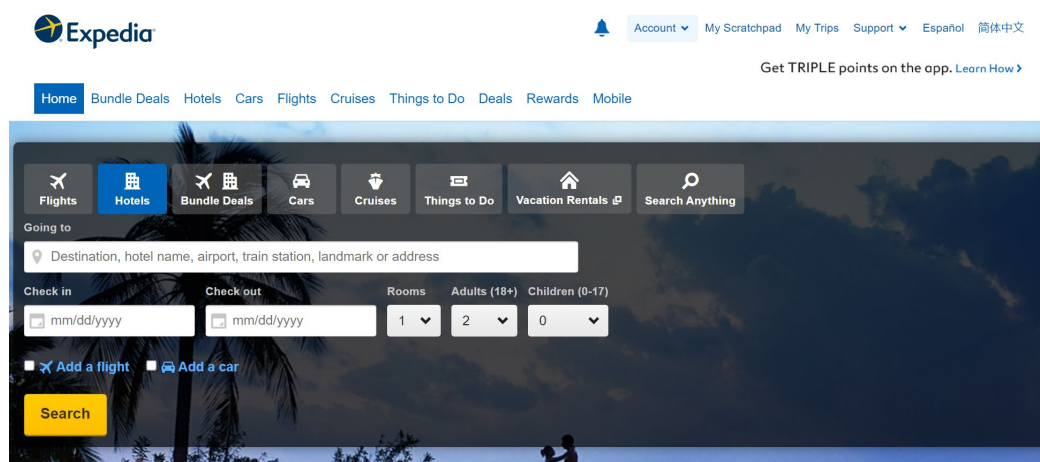 Expedia
Account My Scratchpad My Trips Support Español 简体中文
Get TRIPLE points on the app. Learn How
Home Bundle Deals Hotels Cars Flights Cruises Things to Do Deals Rewards Mobile
Flights Hotels Bundle Deals Cars Cruises Things to Do Vacation Rentals Search Anything
Going to
Destination, hotel name, airport, train station, landmark or address
Check in Check out Rooms Adults (18+) Children (0-17)
mm/dd/yyyy mm/dd/yyyy 1 2 0
Add a flight Add a car
Search